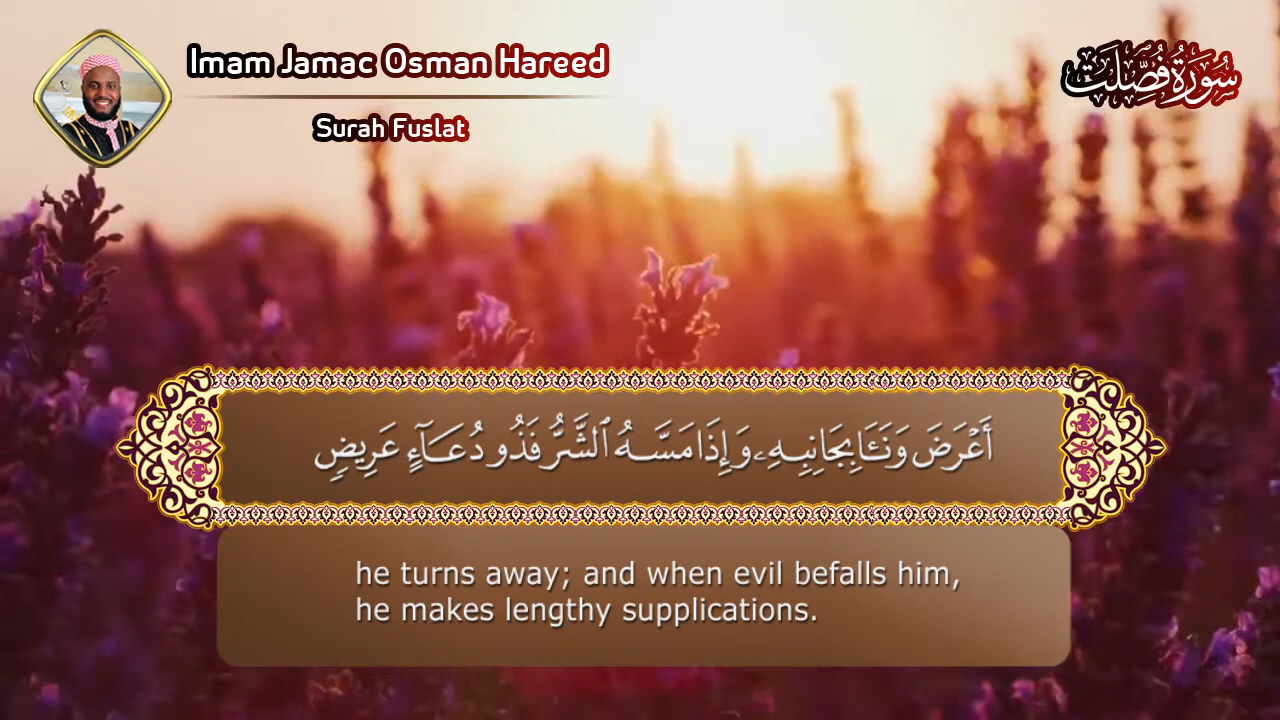 Imam Jamac Osman Hareed
Surah Fuslat
سُورَةُ فُصِّلَتْ
أَعْرَضَ وَنَـَٔا بِجَانِبِهِۦ وَإِذَا مَسَّهُ ٱلشَّرُّ فَذُو دُعَآءٍ عَرِيضٍ
he turns away; and when evil befalls him,
he makes lengthy supplications.